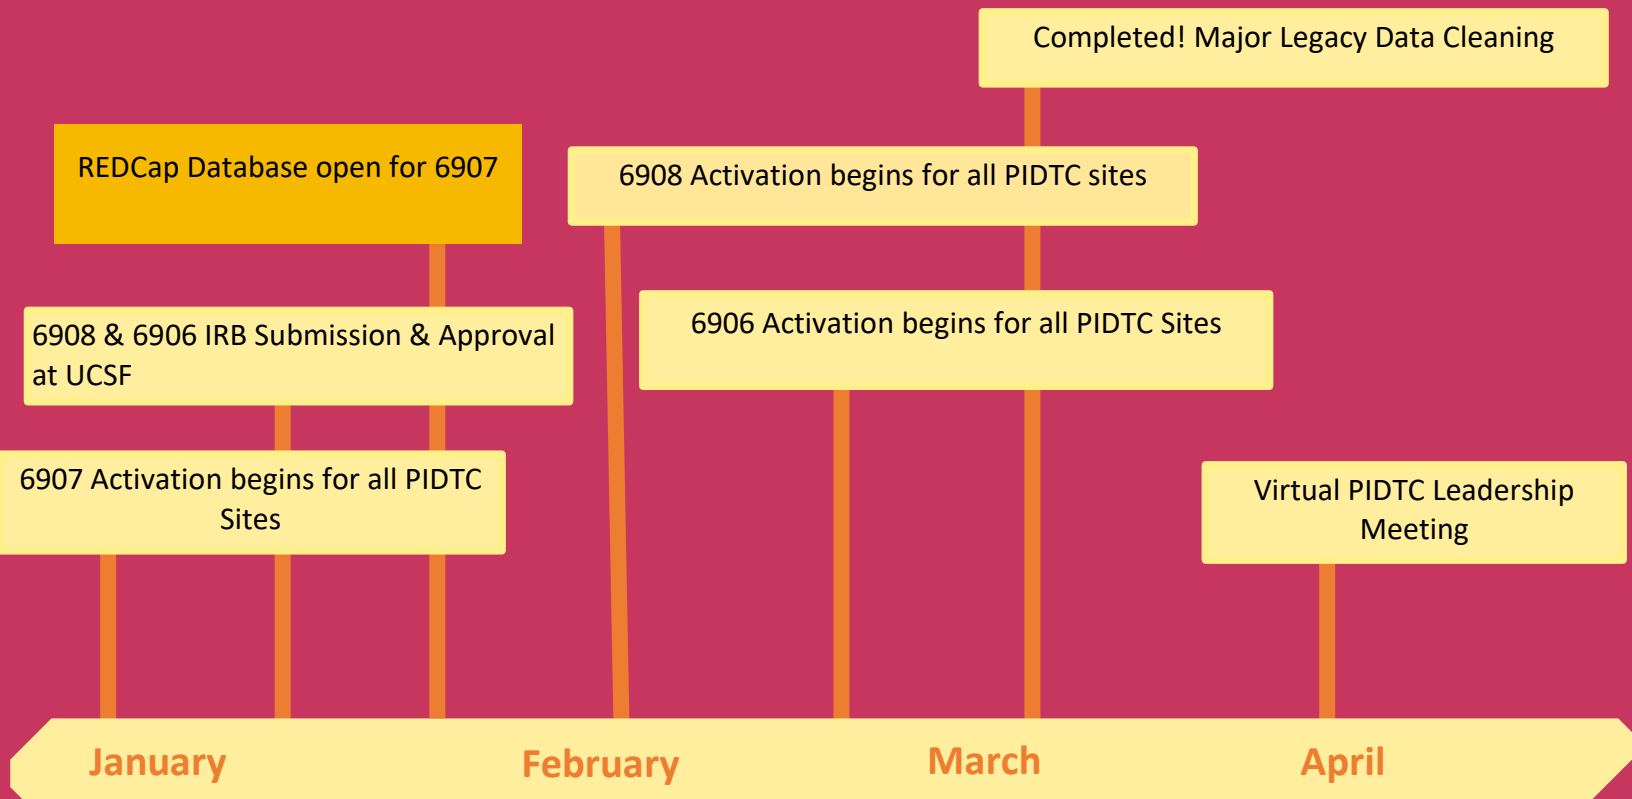 Completed! Major Legacy Data Cleaning
REDCap Database open for 6907
6908 Activation begins for all PIDTC sites
6908 & 6906 IRB Submission & Approval
at UCSF
6906 Activation begins for all PIDTC Sites
6907 Activation begins for all PIDTC
Sites
Virtual PIDTC Leadership
Meeting
January
February
March
April